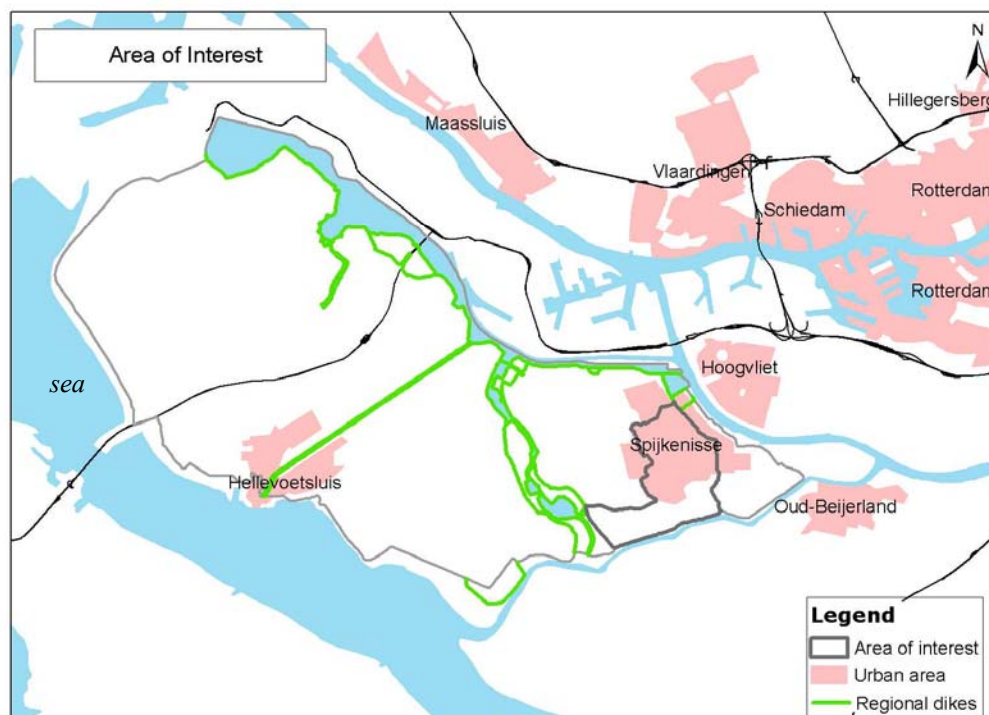 Area of Interest
N
Hillegersberg
Maassluis
Vlaardingen
Rotterdam
Schiedam
Rotterdam
Hoogvliet
sea
Spijkenisse
Hellevoetsluis
Oud-Beijerland
Legend
Area of interest
Urban area
Regional dikes